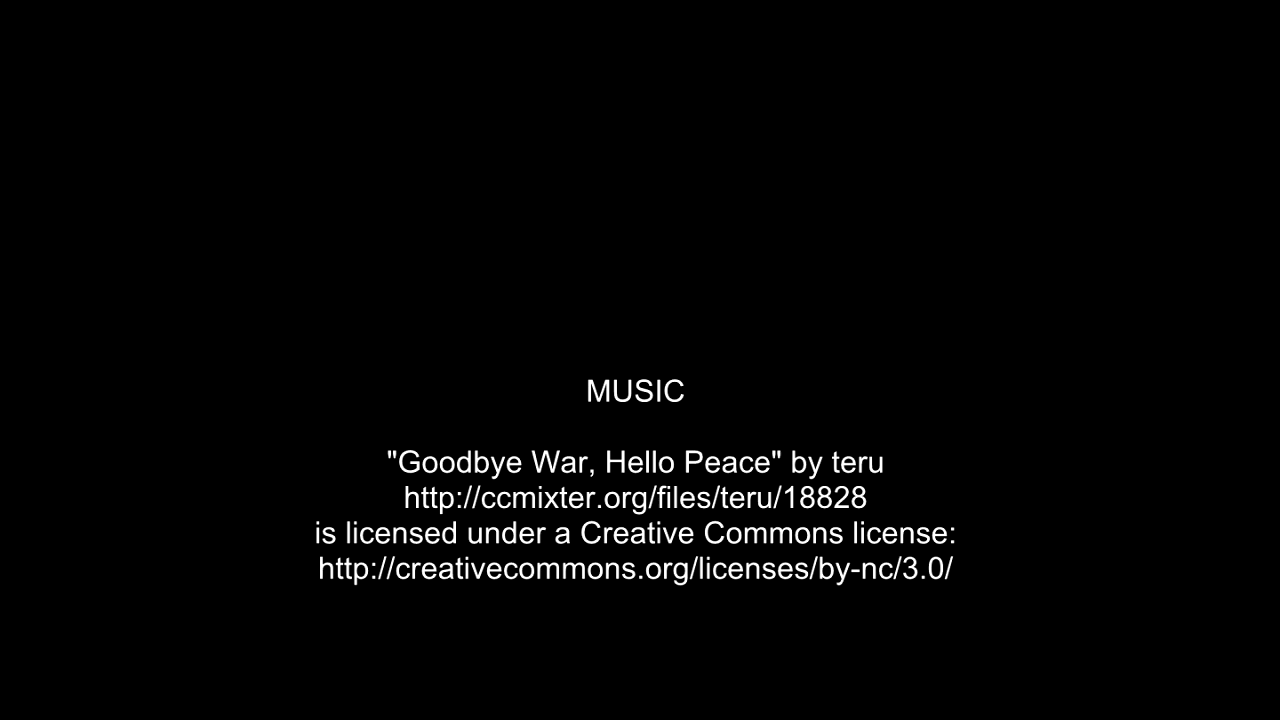 MUSIC
"Goodbye War, Hello Peace" by teru
http://ccmixter.org/files/teru/18828
is licensed under a Creative Commons license:
http://creativecommons.org/licenses/by-nc/3.0/